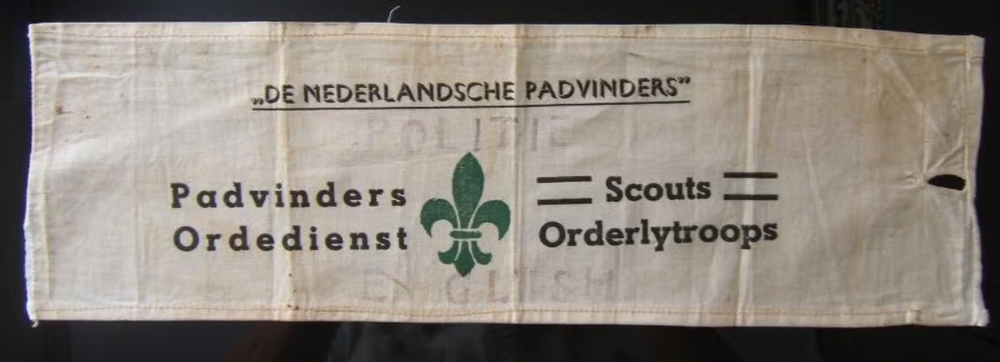 „DE NEDERLANDSCHE PADVINDERS”
POLITIE
Padvinders
Ordedienst
Scouts
Orderlytroops
ENGLISH